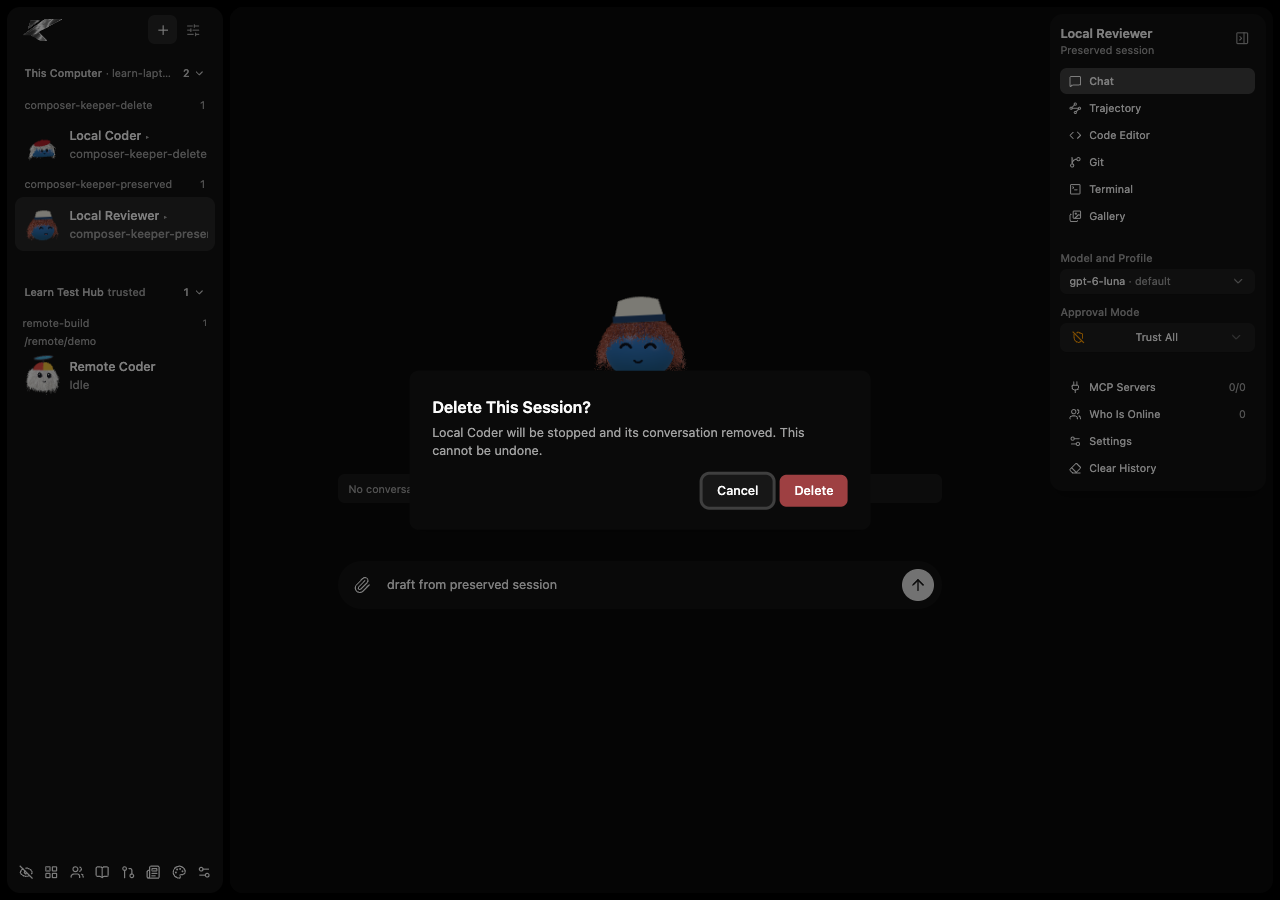 This Computer · learn-lapt... 2
composer-keeper-delete 1
Local Coder
composer-keeper-delete
composer-keeper-preserved 1
Local Reviewer
composer-keeper-prese
Learn Test Hub trusted 1
remote-build 1
/remote/demo
Remote Coder
Idle
No conversa
Delete This Session?
Local Coder will be stopped and its conversation removed. This
cannot be undone.
Cancel Delete
draft from preserved session
Local Reviewer
Preserved session
Chat
Trajectory
Code Editor
Git
Terminal
Gallery
Model and Profile
gpt-6-luna · default
Approval Mode
Trust All
MCP Servers 0/0
Who Is Online 0
Settings
Clear History